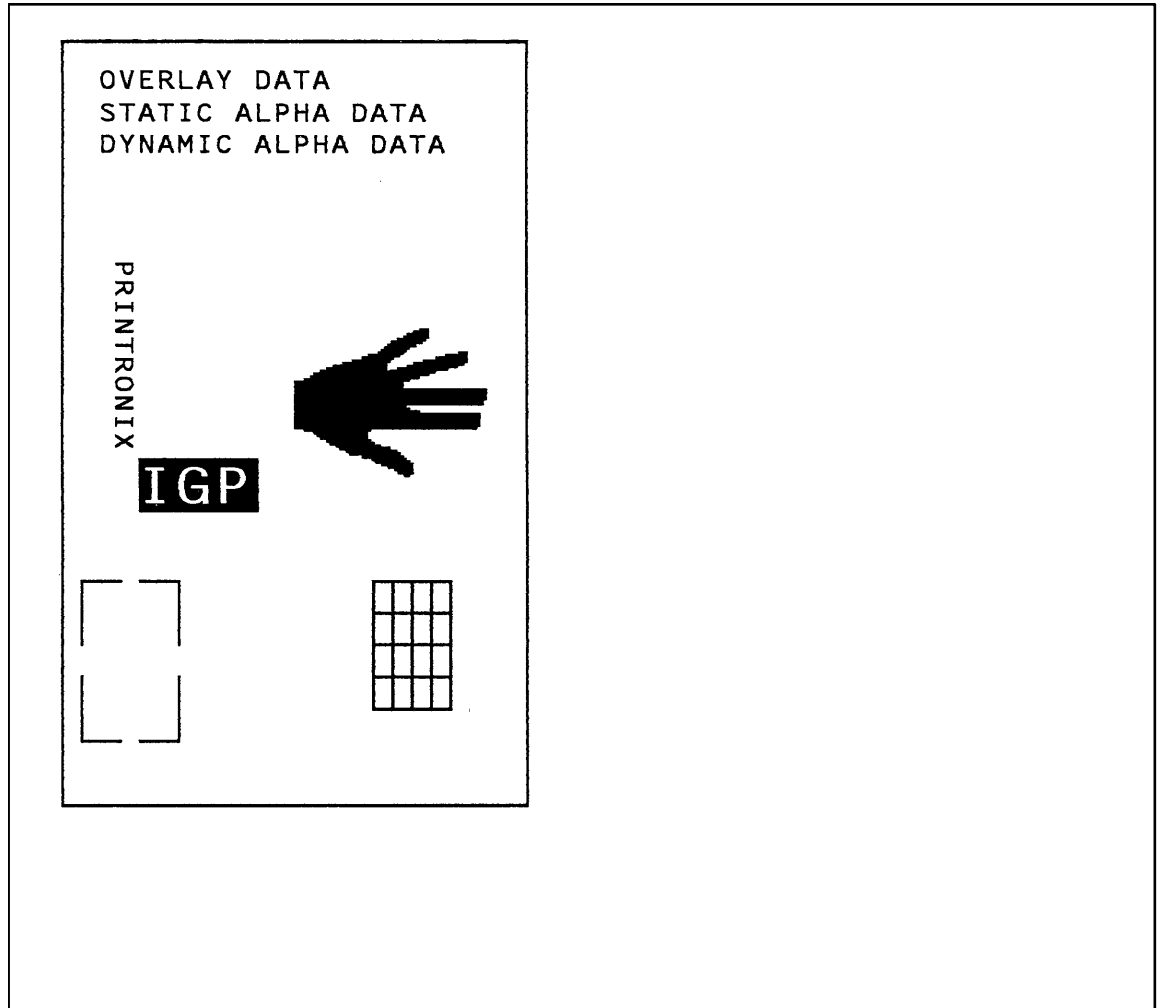 OVERLAY DATA
STATIC ALPHA DATA
DYNAMIC ALPHA DATA
PRINTRONIX
IGP